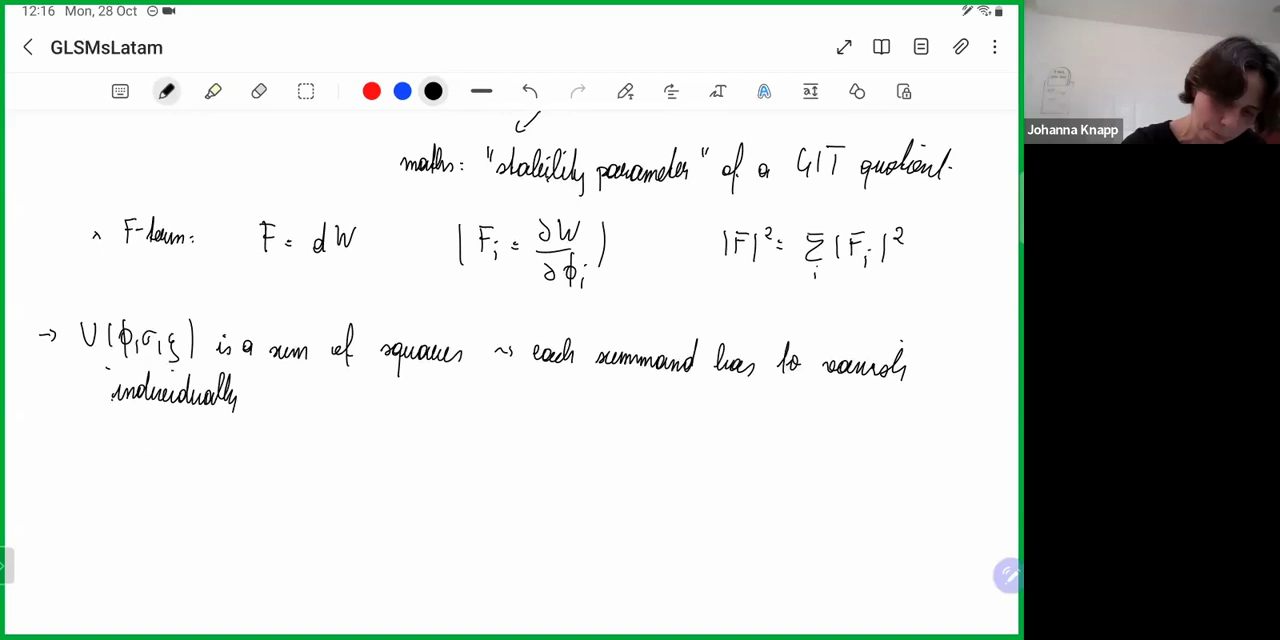 12:16 Mon, 28 Oct
GLSMsLatam
Johanna Knapp
maths: "stability parameter" of a GIT quotient.
F-term: F = dW ( F_i = ∂W/∂ϕ_i ) |F|² = Σ_i |F_i|²
→ U(ϕ,σ,ξ) is a sum of squares ⇝ each summand has to vanish
individually